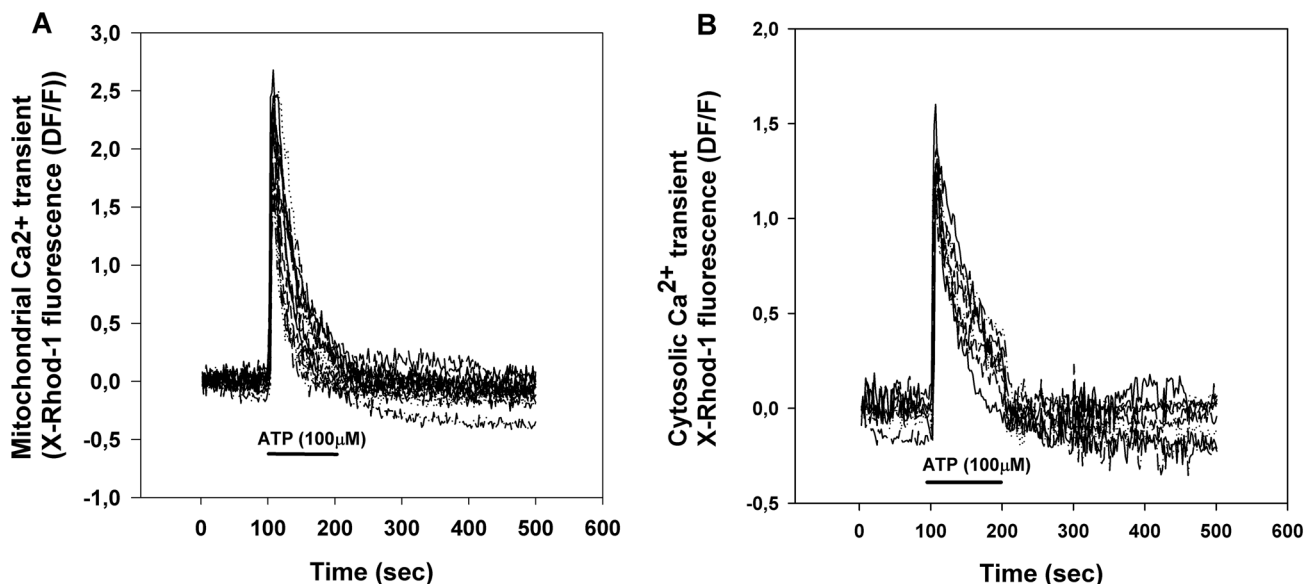 A
Mitochondrial Ca2+ transient
(X-Rhod-1 fluorescence (DF/F))
3,0
2,5
2,0
1,5
1,0
0,5
0,0
-0,5
-1,0
ATP (100μM)
0 100 200 300 400 500 600
Time (sec)
B
Cytosolic Ca2+ transient
X-Rhod-1 fluorescence (DF/F)
2,0
1,5
1,0
0,5
0,0
-0,5
ATP (100μM)
0 100 200 300 400 500 600
Time (sec)